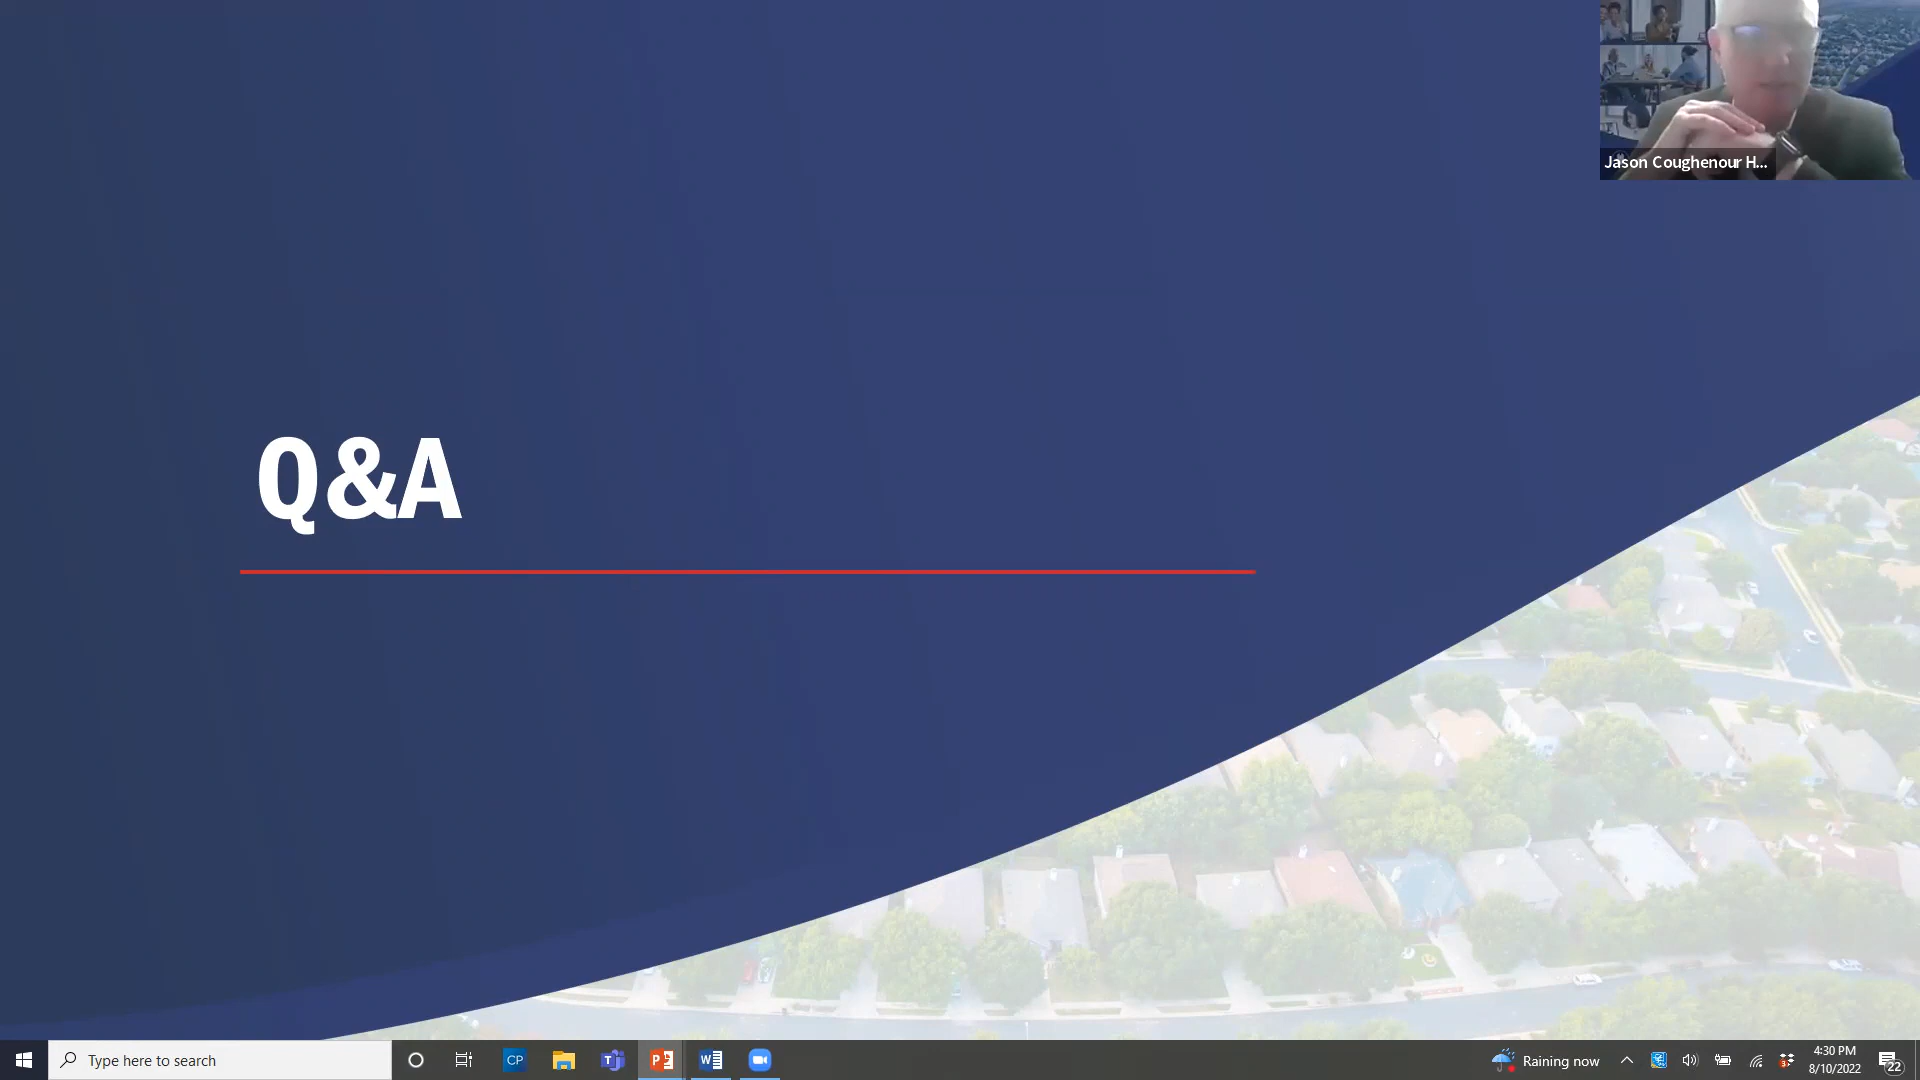 Jason Coughenour H...
Q&A
Type here to search
CP
Raining now
4:30 PM
8/10/2022
22